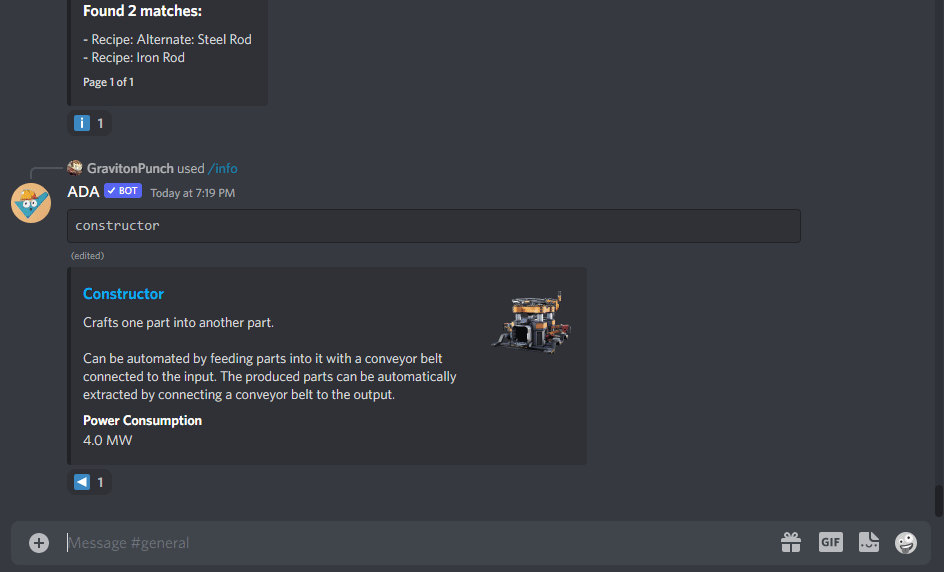 Found 2 matches:
- Recipe: Alternate: Steel Rod
- Recipe: Iron Rod
Page 1 of 1
i 1
GravitonPunch used /info
ADA ✓ BOT Today at 7:19 PM
constructor
(edited)
Constructor
Crafts one part into another part.
Can be automated by feeding parts into it with a conveyor belt
connected to the input. The produced parts can be automatically
extracted by connecting a conveyor belt to the output.
Power Consumption
4.0 MW
1
Message #general
GIF